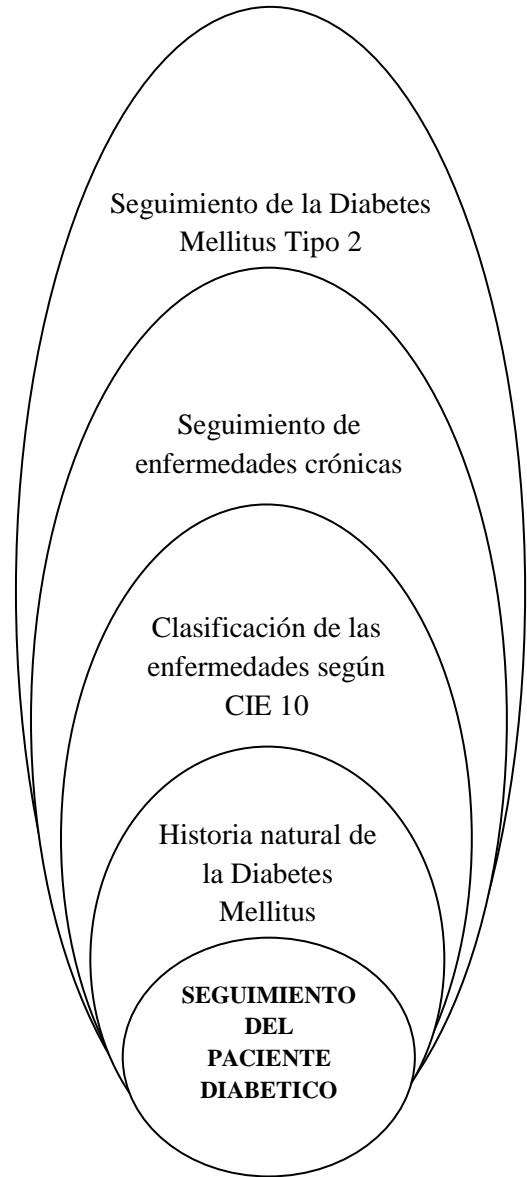 Seguimiento de la Diabetes
Mellitus Tipo 2
Seguimiento de
enfermedades crónicas
Clasificación de las
enfermedades según
CIE 10
Historia natural de
la Diabetes
Mellitus
SEGUIMIENTO
DEL
PACIENTE
DIABETICO